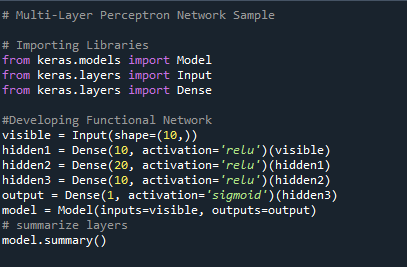 # Multi-Layer Perceptron Network Sample
# Importing Libraries
from keras.models import Model
from keras.layers import Input
from keras.layers import Dense
#Developing Functional Network
visible = Input(shape=(10,))
hidden1 = Dense(10, activation='relu')(visible)
hidden2 = Dense(20, activation='relu')(hidden1)
hidden3 = Dense(10, activation='relu')(hidden2)
output = Dense(1, activation='sigmoid')(hidden3)
model = Model(inputs=visible, outputs=output)
# summarize layers
model.summary()